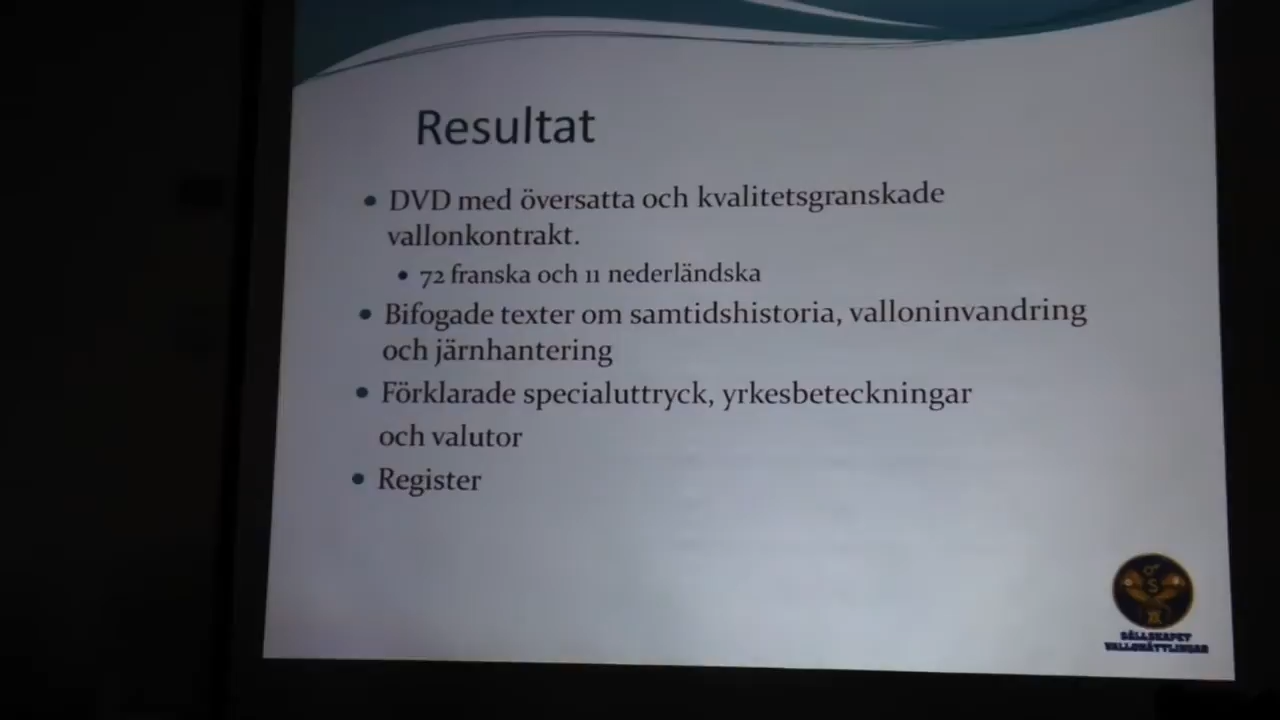 Resultat
• DVD med översatta och kvalitetsgranskade
vallonkontrakt.
• 72 franska och 11 nederländska
• Bifogade texter om samtidshistoria, valloninvandring
och järnhantering
• Förklarade specialuttryck, yrkesbeteckningar
och valutor
• Register
SÄLLSKAPET
VALLONÄTTLINGAR